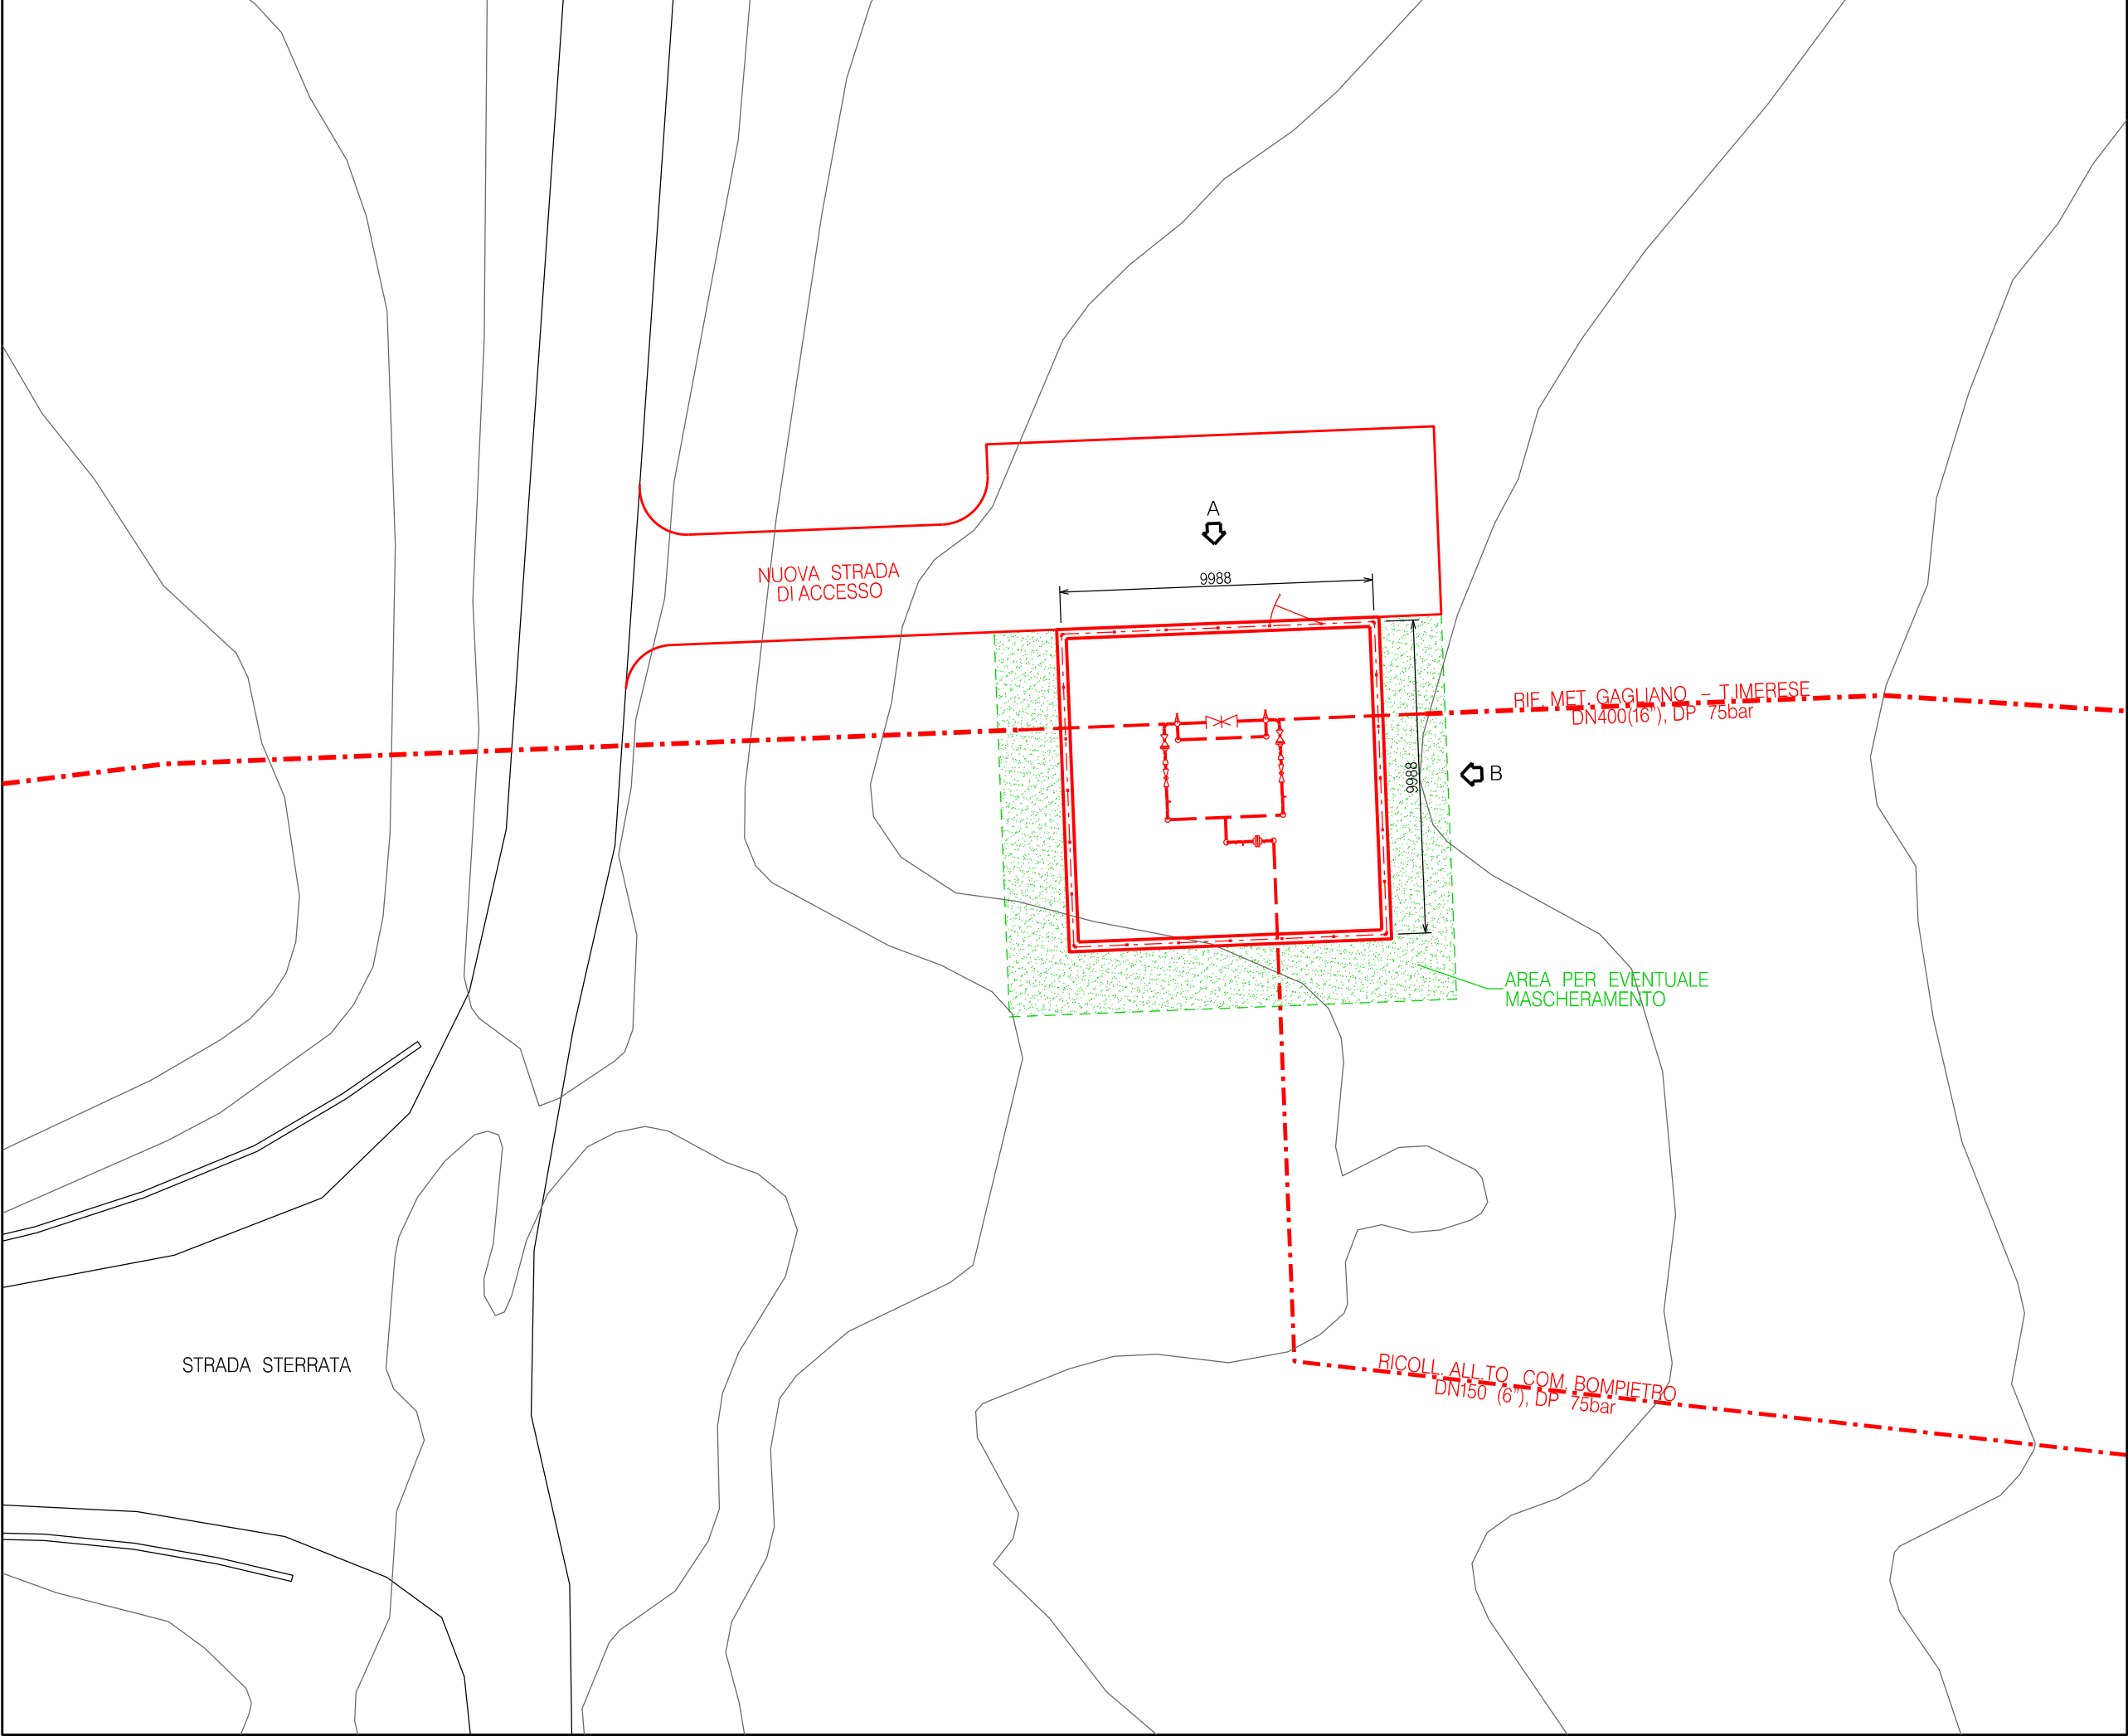 A
9988
NUOVA STRADA
DI ACCESSO
RIE. MET. GAGLIANO - T.IMERESE
DN400(16"), DP 75bar
9988
B
AREA PER EVENTUALE
MASCHERAMENTO
STRADA STERRATA
RICOLL. ALL.TO COM. BOMPIETRO
DN150 (6"), DP 75bar